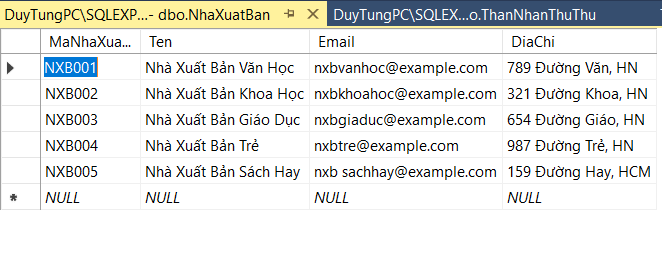 DuyTungPC\SQLEXP...- dbo.NhaXuatBan DuyTungPC\SQLEX...o.ThanNhanThuThu
MaNhaXua... Ten Email DiaChi
NXB001 Nhà Xuất Bản Văn Học nxbvanhoc@example.com 789 Đường Văn, HN
NXB002 Nhà Xuất Bản Khoa Học nxbkhoahoc@example.com 321 Đường Khoa, HN
NXB003 Nhà Xuất Bản Giáo Dục nxbgiaduc@example.com 654 Đường Giáo, HN
NXB004 Nhà Xuất Bản Trẻ nxbtre@example.com 987 Đường Trẻ, HN
NXB005 Nhà Xuất Bản Sách Hay nxb sachhay@example.com 159 Đường Hay, HCM
NULL NULL NULL NULL